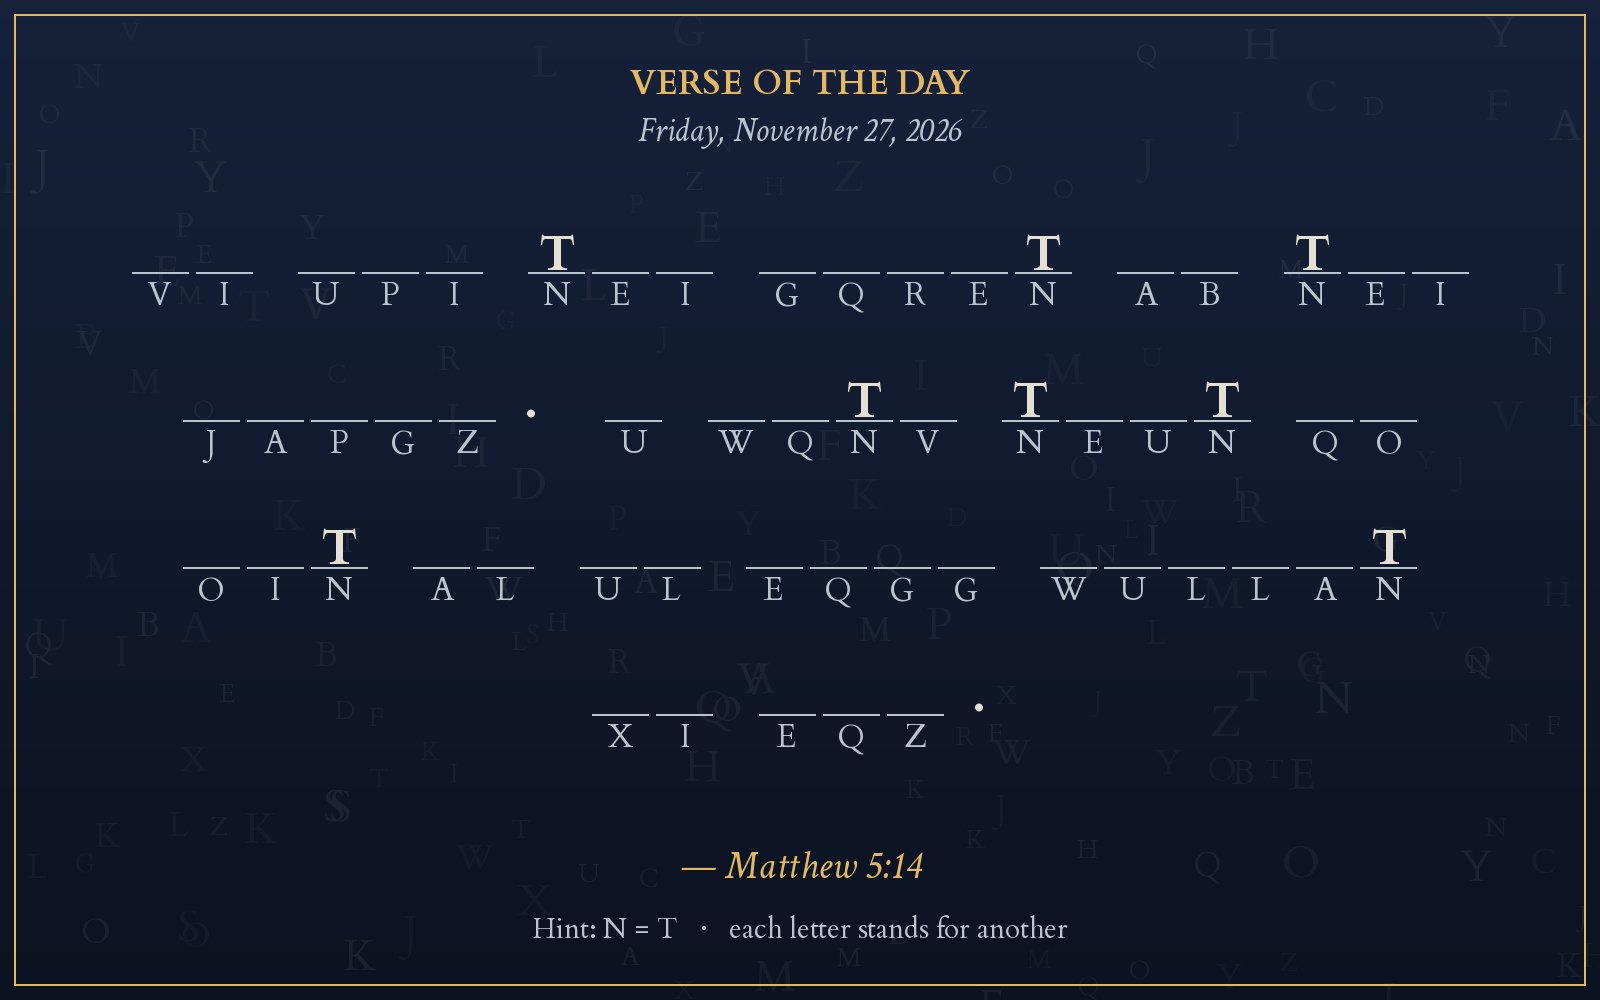 VERSE OF THE DAY
Friday, November 27, 2026
T T T
VI UPI NEI GQREN AB NEI
T T T
JAPGZ. U WQNV NEUN QO
T T
OIN AL UL EQGG WULLAN
XI EQZ.
— Matthew 5:14
Hint: N = T · each letter stands for another